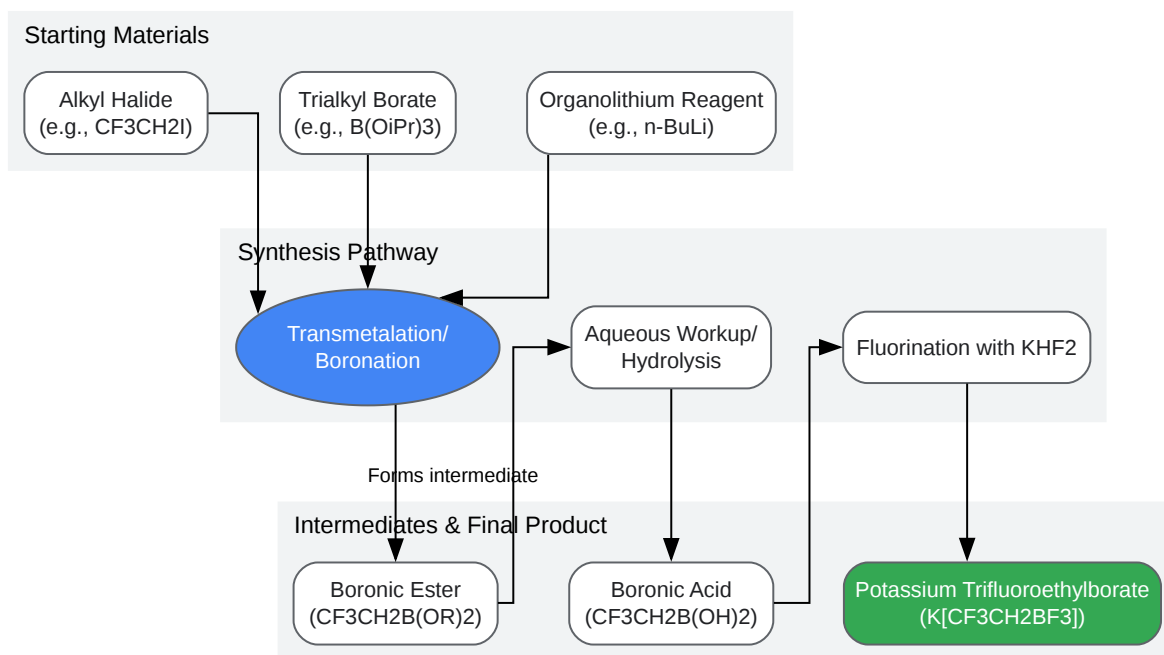 Starting Materials
Alkyl Halide
(e.g., CF3CH2I)
Trialkyl Borate
(e.g., B(OiPr)3)
Organolithium Reagent
(e.g., n-BuLi)
Synthesis Pathway
Transmetalation/
Boronation
Aqueous Workup/
Hydrolysis
Fluorination with KHF2
Forms intermediate
Intermediates & Final Product
Boronic Ester
(CF3CH2B(OR)2)
Boronic Acid
(CF3CH2B(OH)2)
Potassium Trifluoroethylborate
(K[CF3CH2BF3])